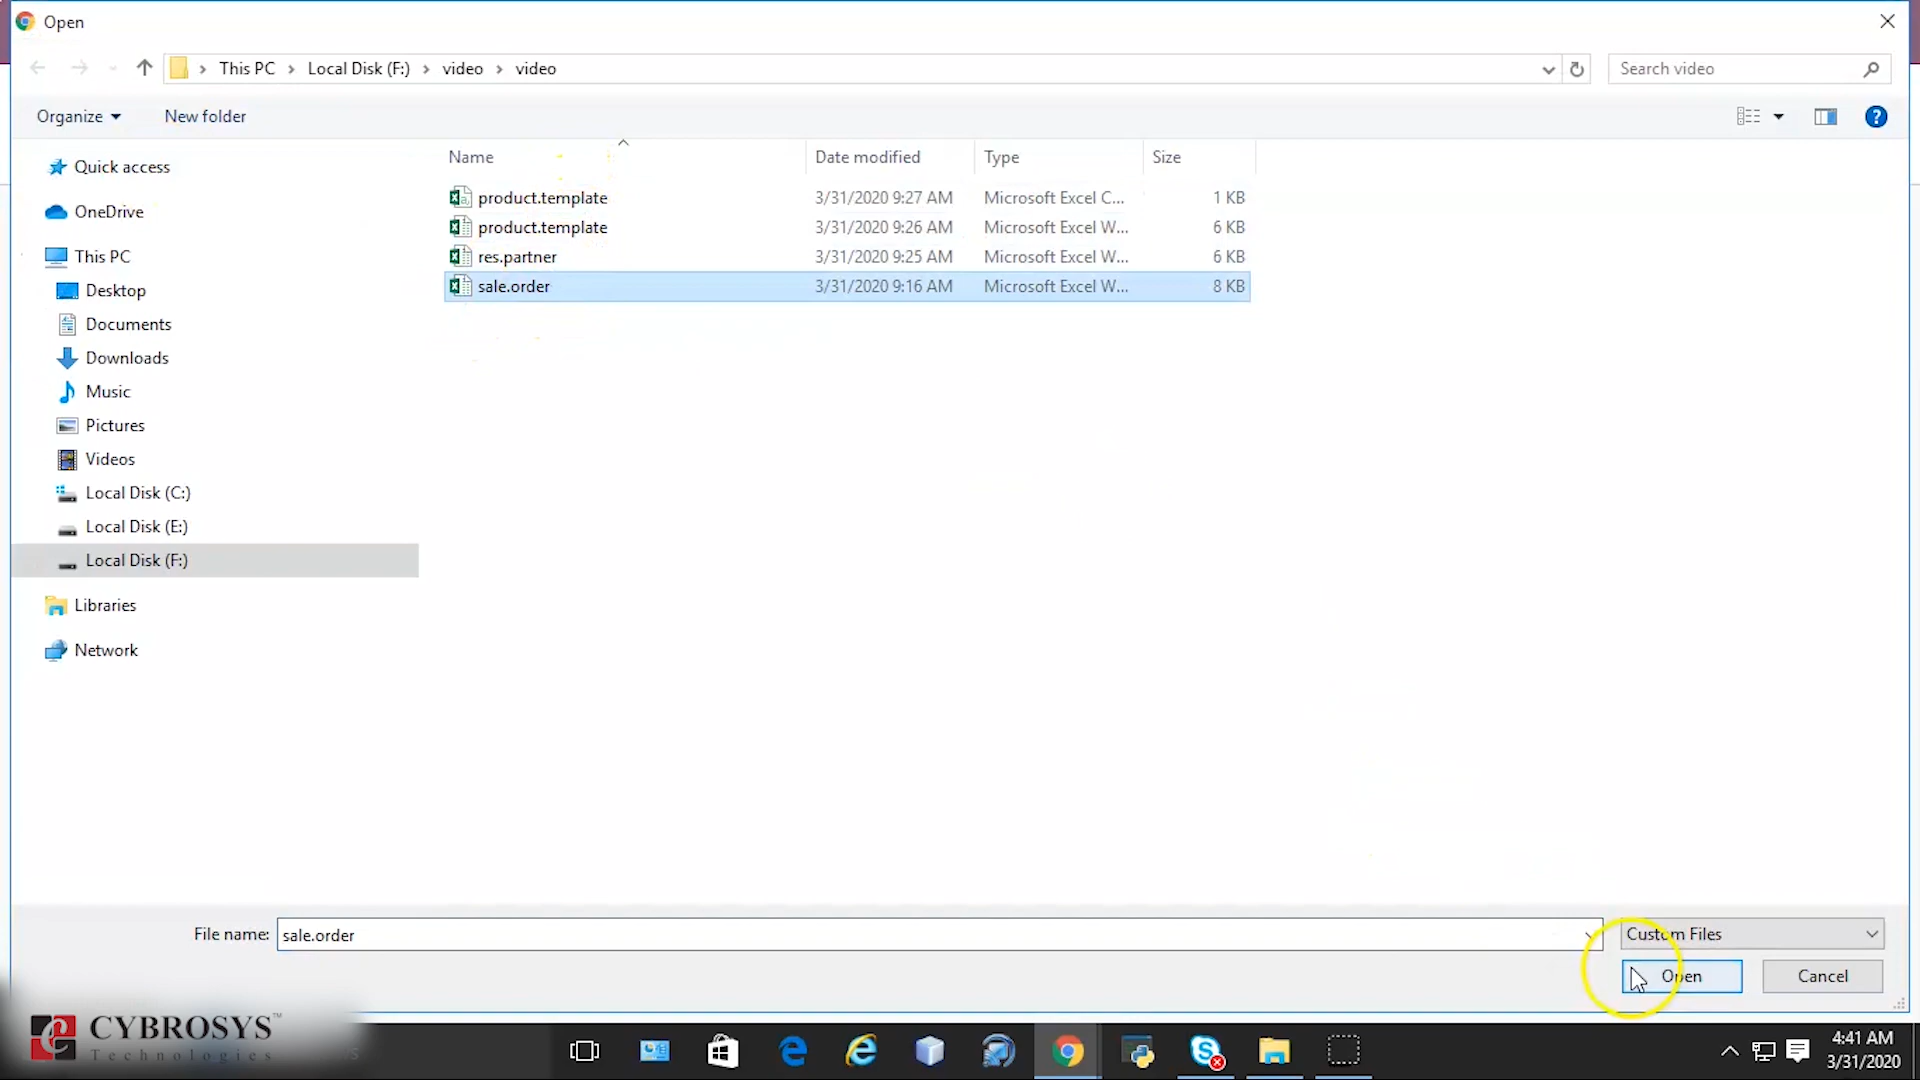 Open
This PC > Local Disk (F:) > video > video
Search video
Organize
New folder
Name Date modified Type Size
product.template 3/31/2020 9:27 AM Microsoft Excel C... 1 KB
product.template 3/31/2020 9:26 AM Microsoft Excel W... 6 KB
res.partner 3/31/2020 9:25 AM Microsoft Excel W... 6 KB
sale.order 3/31/2020 9:16 AM Microsoft Excel W... 8 KB
Quick access
OneDrive
This PC
Desktop
Documents
Downloads
Music
Pictures
Videos
Local Disk (C:)
Local Disk (E:)
Local Disk (F:)
Libraries
Network
File name: sale.order
Custom Files
Open
Cancel
CYBROSYS™
Technologies
4:41 AM
3/31/2020